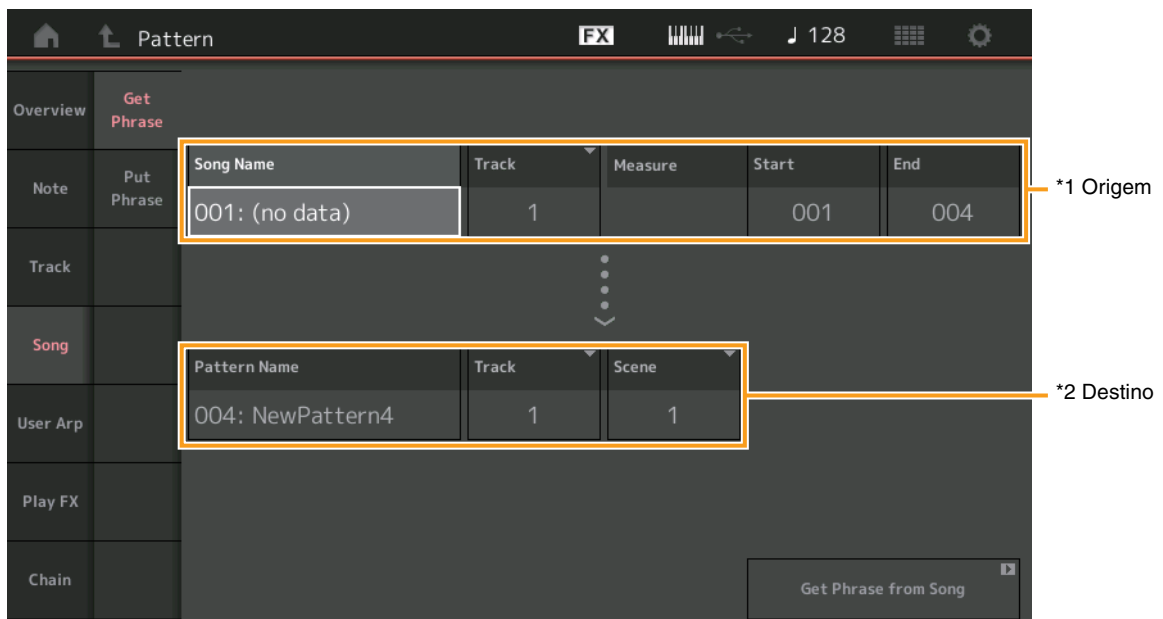 Pattern
FX
♩ 128
Overview
Get
Phrase
Note
Put
Phrase
Track
Song
User Arp
Play FX
Chain
Song Name
Track
Measure
Start
End
001: (no data)
1
001
004
*1 Origem
Pattern Name
Track
Scene
004: NewPattern4
1
1
*2 Destino
Get Phrase from Song